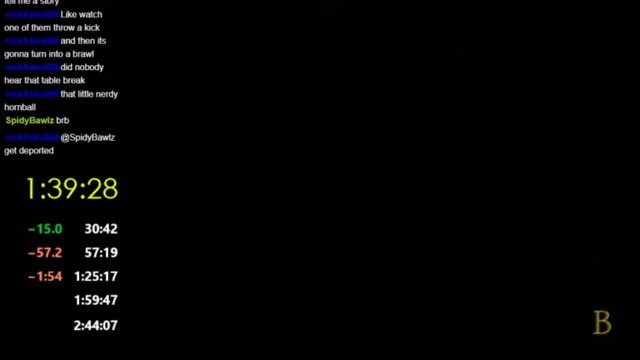 tell me a story
Like watch
one of them throw a kick
and then its
gonna turn into a brawl
did nobody
hear that table break
that little nerdy
hornball
SpidyBawlz brb
@SpidyBawlz
get deported
1:39:28
−15.0 30:42
−57.2 57:19
−1:54 1:25:17
1:59:47
2:44:07
B